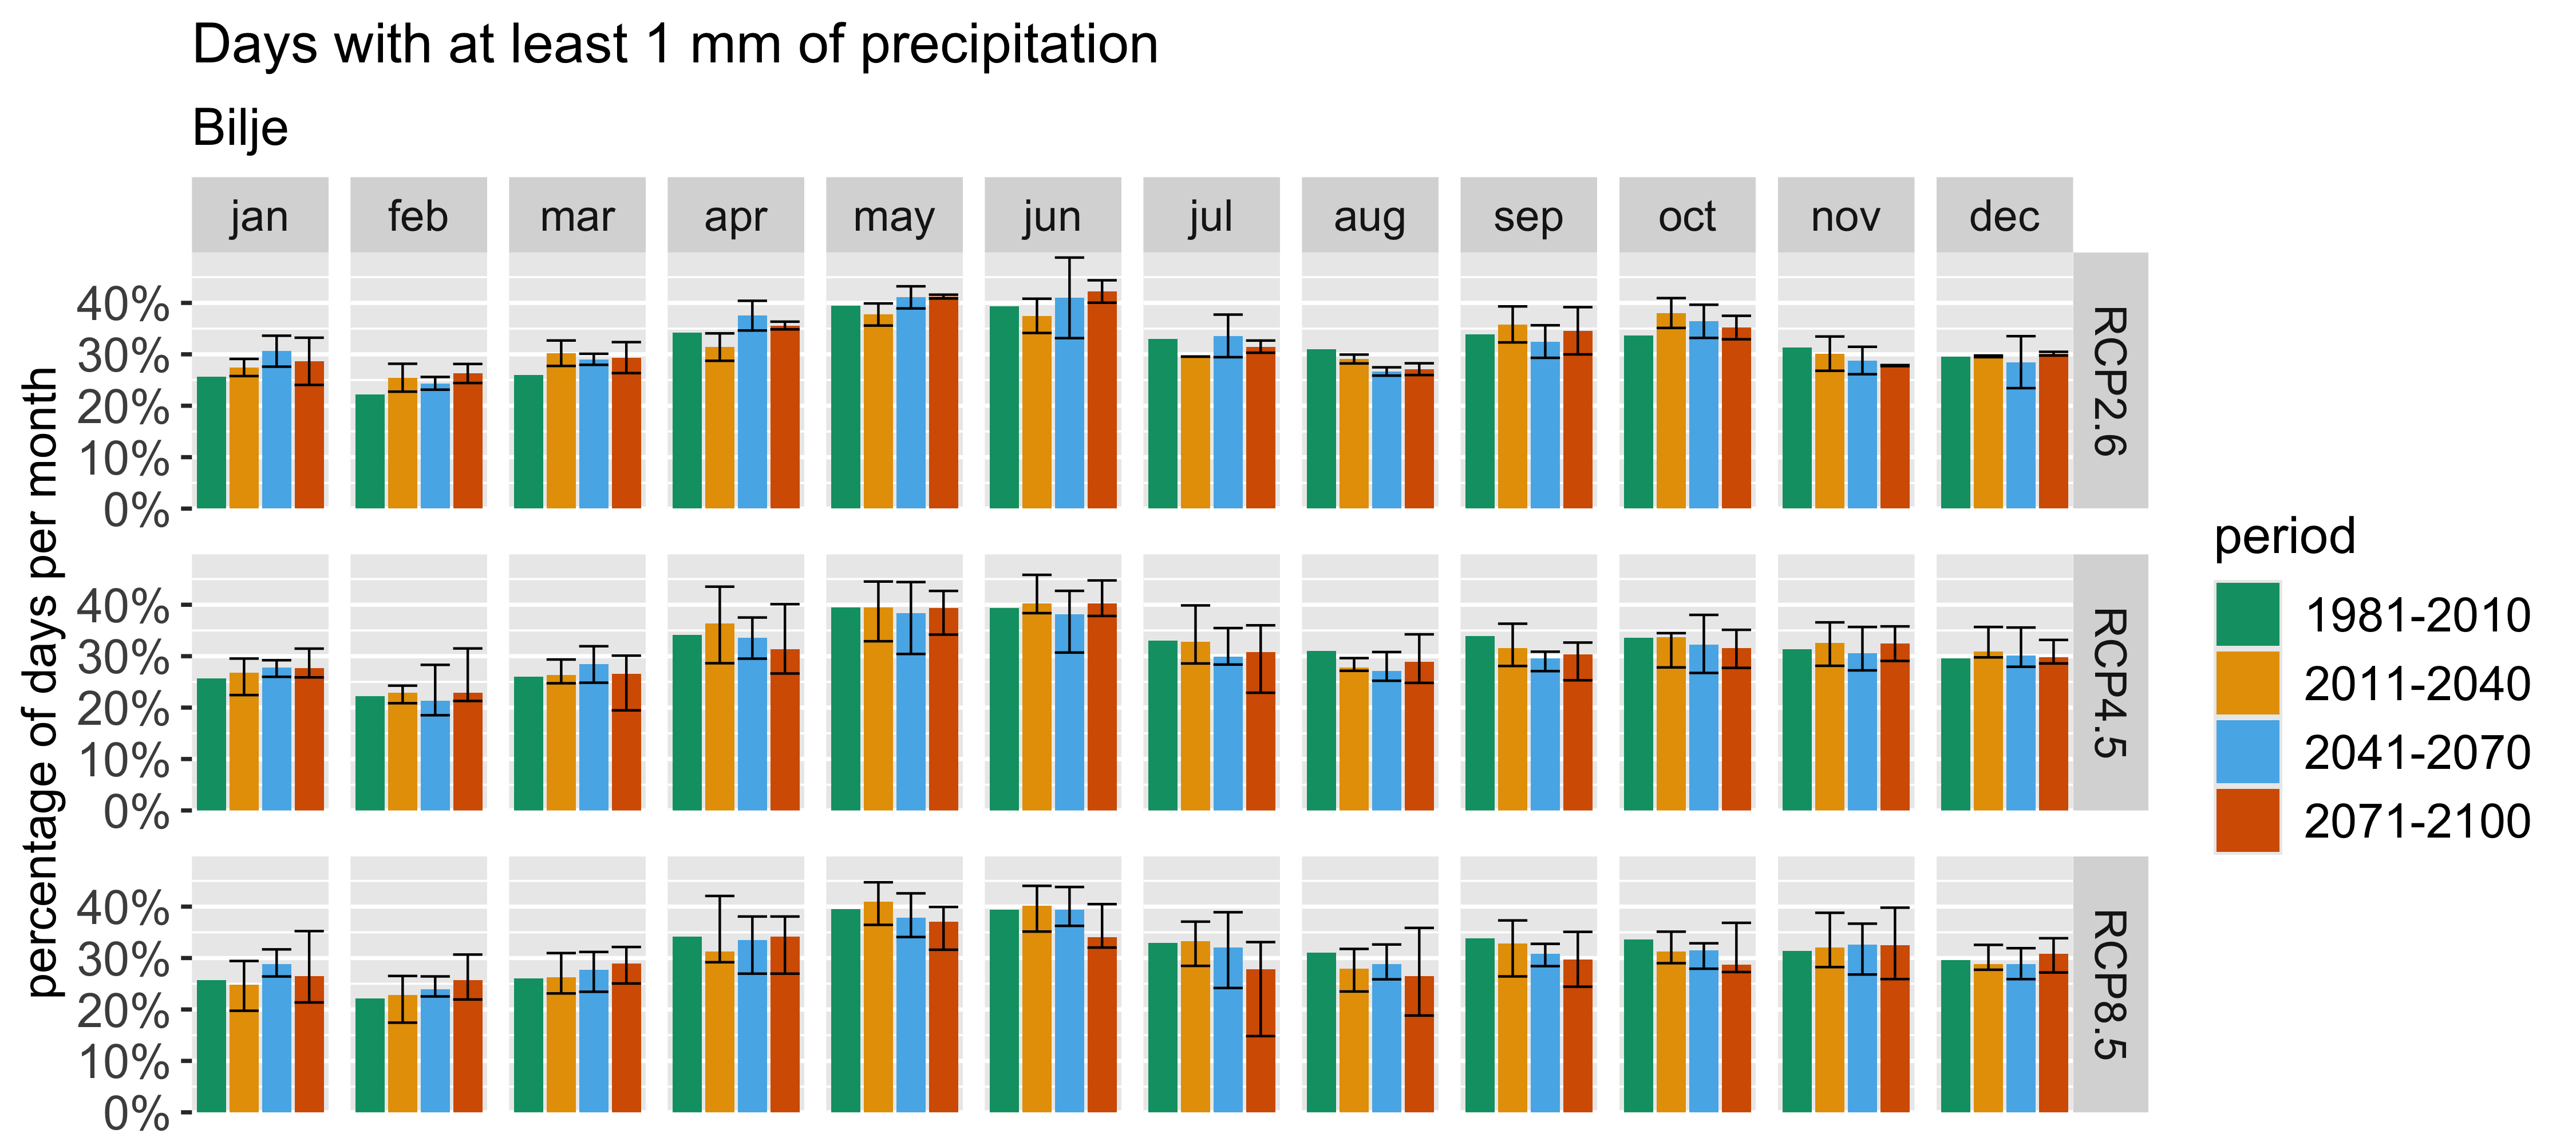 Days with at least 1 mm of precipitation
Bilje
jan feb mar apr may jun jul aug sep oct nov dec
percentage of days per month
40%
30%
20%
10%
0%
RCP2.6
40%
30%
20%
10%
0%
RCP4.5
40%
30%
20%
10%
0%
RCP8.5
period
1981-2010
2011-2040
2041-2070
2071-2100